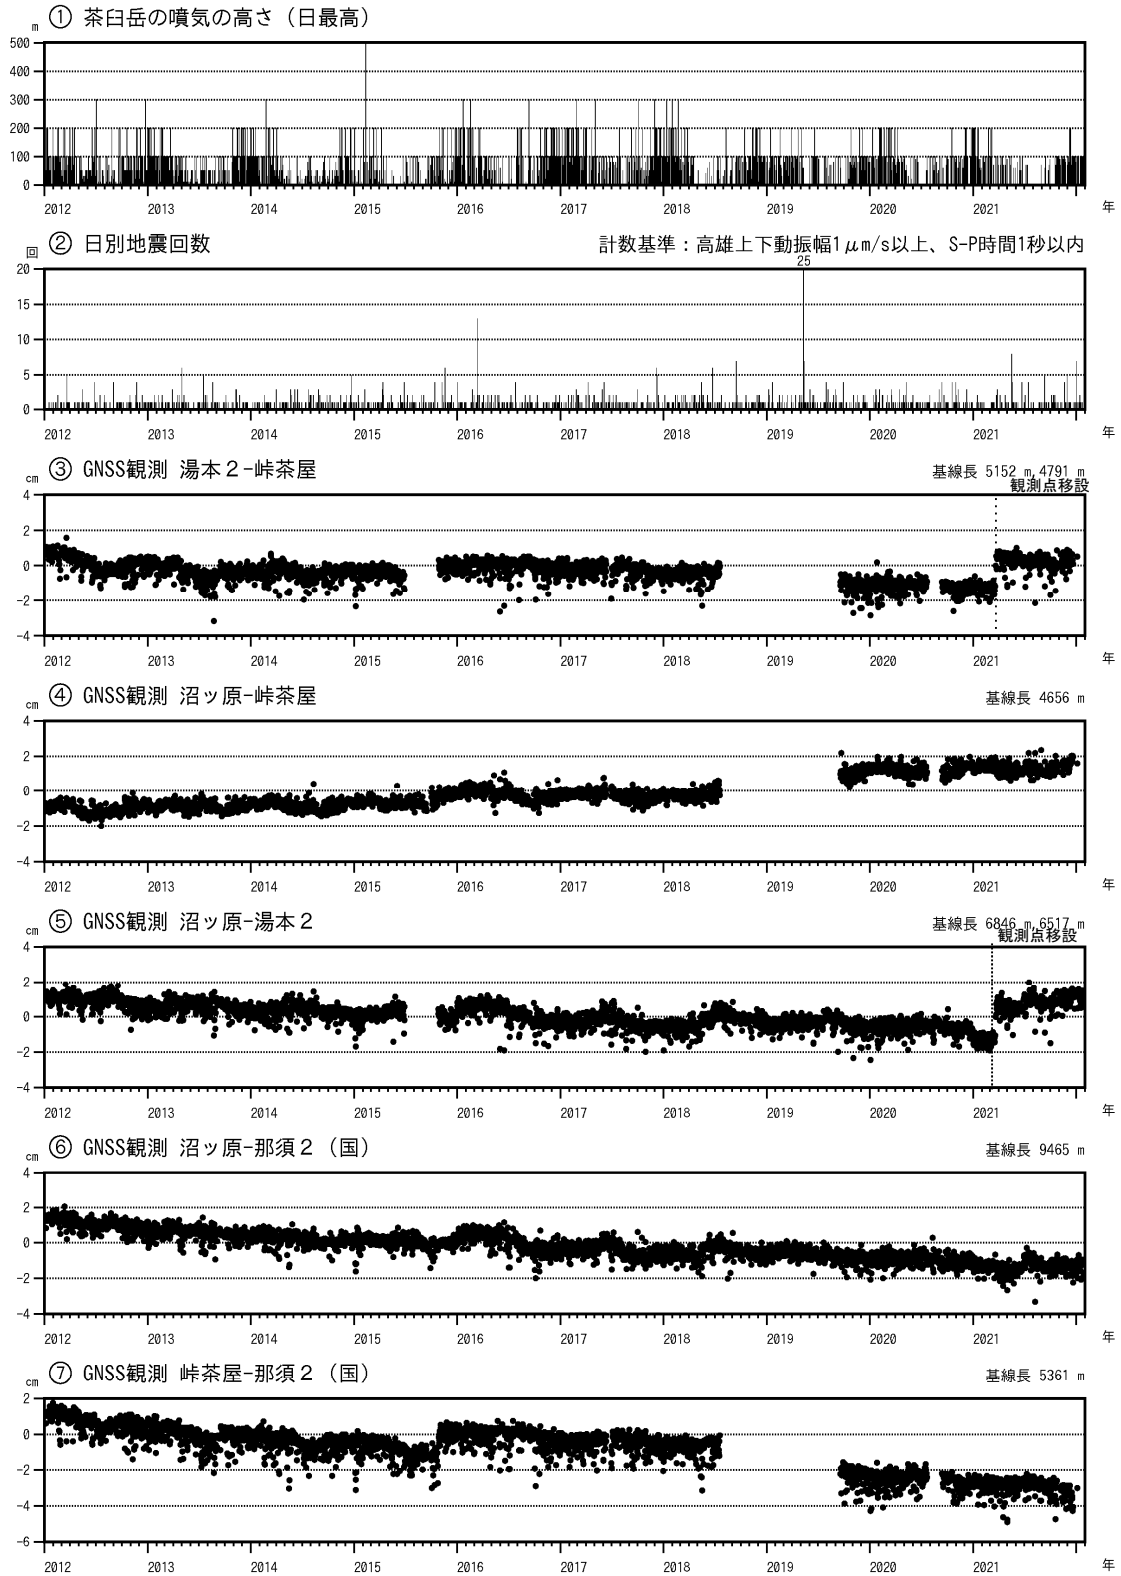 ① 茶臼岳の噴気の高さ（日最高）
m
500
400
300
200
100
0
2012 2013 2014 2015 2016 2017 2018 2019 2020 2021 年
② 日別地震回数 計数基準：高雄上下動振幅1μm/s以上、S-P時間1秒以内
回
25
20
15
10
5
0
2012 2013 2014 2015 2016 2017 2018 2019 2020 2021 年
③ GNSS観測 湯本２-峠茶屋 基線長 5152 m,4791 m
cm 観測点移設
4
2
0
-2
-4
2012 2013 2014 2015 2016 2017 2018 2019 2020 2021 年
④ GNSS観測 沼ッ原-峠茶屋 基線長 4656 m
cm
4
2
0
-2
-4
2012 2013 2014 2015 2016 2017 2018 2019 2020 2021 年
⑤ GNSS観測 沼ッ原-湯本２ 基線長 6846 m,6517 m
cm 観測点移設
4
2
0
-2
-4
2012 2013 2014 2015 2016 2017 2018 2019 2020 2021 年
⑥ GNSS観測 沼ッ原-那須２（国） 基線長 9465 m
cm
4
2
0
-2
-4
2012 2013 2014 2015 2016 2017 2018 2019 2020 2021 年
⑦ GNSS観測 峠茶屋-那須２（国） 基線長 5361 m
cm
2
0
-2
-4
-6
2012 2013 2014 2015 2016 2017 2018 2019 2020 2021 年